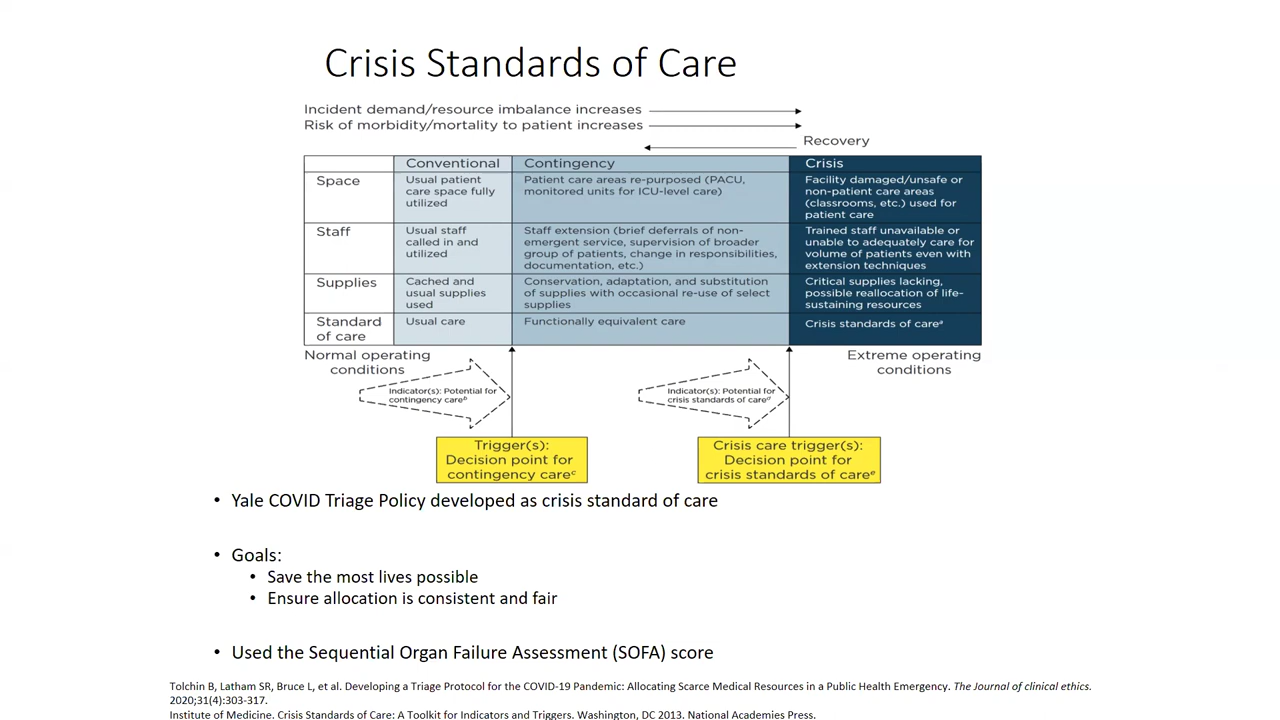 Crisis Standards of Care
Incident demand/resource imbalance increases
Risk of morbidity/mortality to patient increases
Recovery
Conventional
Contingency
Crisis
Space
Usual patient
care space fully
utilized
Patient care areas re-purposed (PACU,
monitored units for ICU-level care)
Facility damaged/unsafe or
non-patient care areas
(classrooms, etc.) used for
patient care
Staff
Usual staff
called in and
utilized
Staff extension (brief deferrals of non-
emergent service, supervision of broader
group of patients, change in responsibilities,
documentation, etc.)
Trained staff unavailable or
unable to adequately care for
volume of patients even with
extension techniques
Supplies
Cached and
usual supplies
used
Conservation, adaptation, and substitution
of supplies with occasional re-use of select
supplies
Critical supplies lacking,
possible reallocation of life-
sustaining resources
Standard
of care
Usual care
Functionally equivalent care
Crisis standards of careᵃ
Normal operating
conditions
Extreme operating
conditions
Indicator(s): Potential for
contingency careᵇ
Indicator(s): Potential for
crisis standards of careᵈ
Trigger(s):
Decision point for
contingency careᶜ
Crisis care trigger(s):
Decision point for
crisis standards of careᵉ
• Yale COVID Triage Policy developed as crisis standard of care
• Goals:
• Save the most lives possible
• Ensure allocation is consistent and fair
• Used the Sequential Organ Failure Assessment (SOFA) score
Tolchin B, Latham SR, Bruce L, et al. Developing a Triage Protocol for the COVID-19 Pandemic: Allocating Scarce Medical Resources in a Public Health Emergency. The Journal of clinical ethics.
2020;31(4):303-317.
Institute of Medicine. Crisis Standards of Care: A Toolkit for Indicators and Triggers. Washington, DC 2013. National Academies Press.